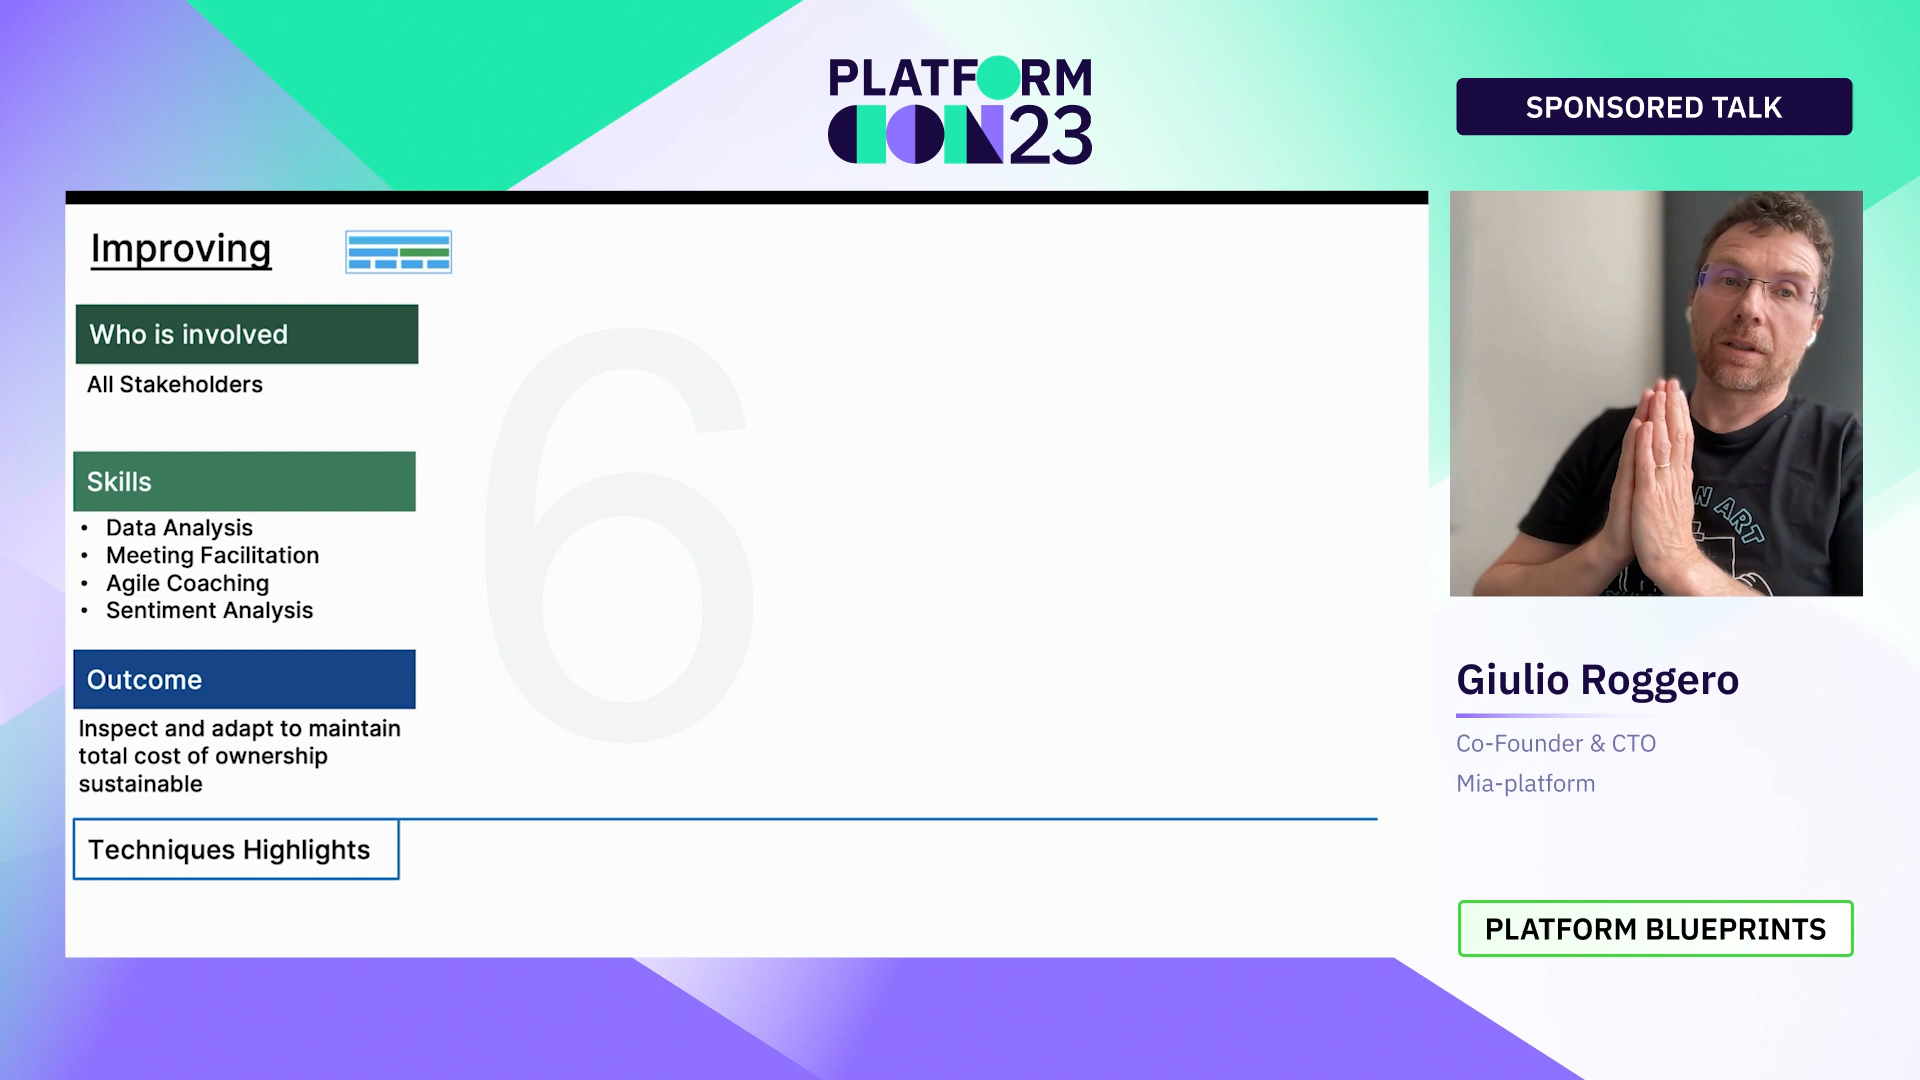 PLATFORM
CON23
SPONSORED TALK
Improving
Who is involved
All Stakeholders
Skills
• Data Analysis
• Meeting Facilitation
• Agile Coaching
• Sentiment Analysis
Outcome
Inspect and adapt to maintain
total cost of ownership
sustainable
Techniques Highlights
6
N ART
Giulio Roggero
Co-Founder & CTO
Mia-platform
PLATFORM BLUEPRINTS